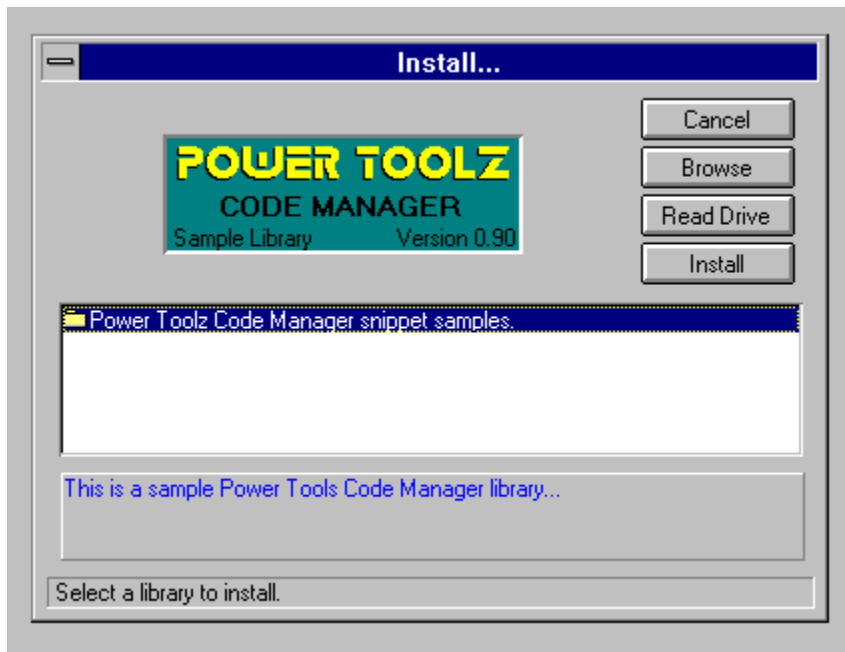 Install...
Cancel
POWER TOOLZ
Browse
CODE MANAGER
Read Drive
Sample Library Version 0.90
Install
Power Toolz Code Manager snippet samples.
This is a sample Power Tools Code Manager library...
Select a library to install.